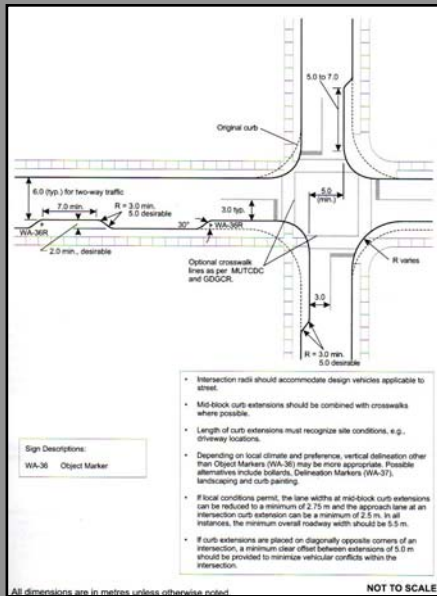 5.0 to 7.0
Original curb
6.0 (typ.) for two-way traffic
7.0 min.
R = 3.0 min.
5.0 desirable
5.0
(min.)
3.0 typ.
30°
WA-36R
WA-36R
2.0 min., desirable
Optional crosswalk
lines as per MUTCDC
and GDGCR.
R varies
3.0
R = 3.0 min.
5.0 desirable
• Intersection radii should accommodate design vehicles applicable to
street.
• Mid-block curb extensions should be combined with crosswalks
where possible.
• Length of curb extensions must recognize site conditions, e.g.,
driveway locations.
• Depending on local climate and preference, vertical delineation other
than Object Markers (WA-36) may be more appropriate. Possible
alternatives include bollards, Delineation Markers (WA-37),
landscaping and curb painting.
• If local conditions permit, the lane widths at mid-block curb extensions
can be reduced to a minimum of 2.75 m and the approach lane at an
intersection curb extension can be a minimum of 2.5 m. In all
instances, the minimum overall roadway width should be 5.5 m.
• If curb extensions are placed on diagonally opposite corners of an
intersection, a minimum clear offset between extensions of 5.0 m
should be provided to minimize vehicular conflicts within the
intersection.
Sign Descriptions:
WA-36 Object Marker
All dimensions are in metres unless otherwise noted.
NOT TO SCALE